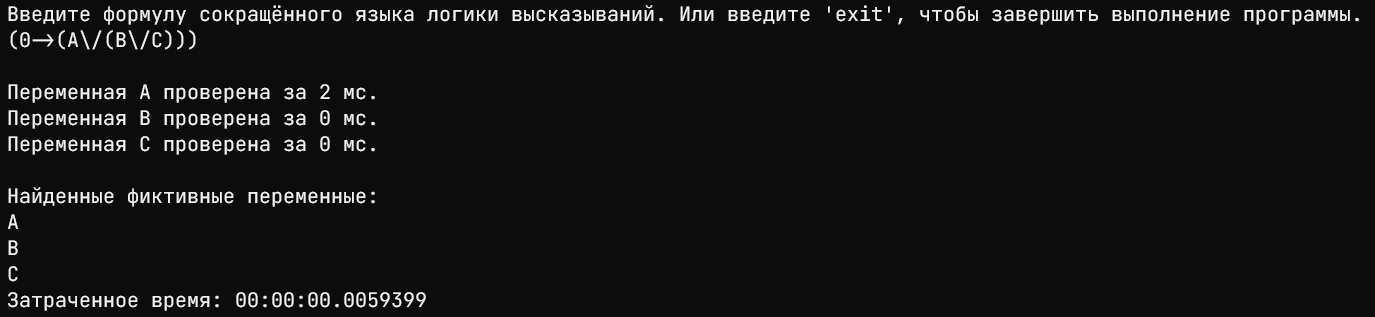 Введите формулу сокращённого языка логики высказываний. Или введите 'exit', чтобы завершить выполнение программы.
(0->(A\/(B\/C)))
Переменная A проверена за 2 мс.
Переменная B проверена за 0 мс.
Переменная C проверена за 0 мс.
Найденные фиктивные переменные:
A
B
C
Затраченное время: 00:00:00.0059399